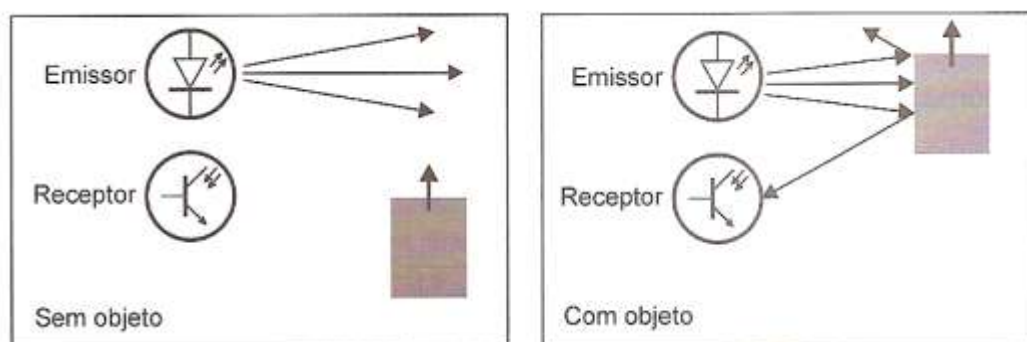 Emissor
Receptor
Sem objeto
Emissor
Receptor
Com objeto